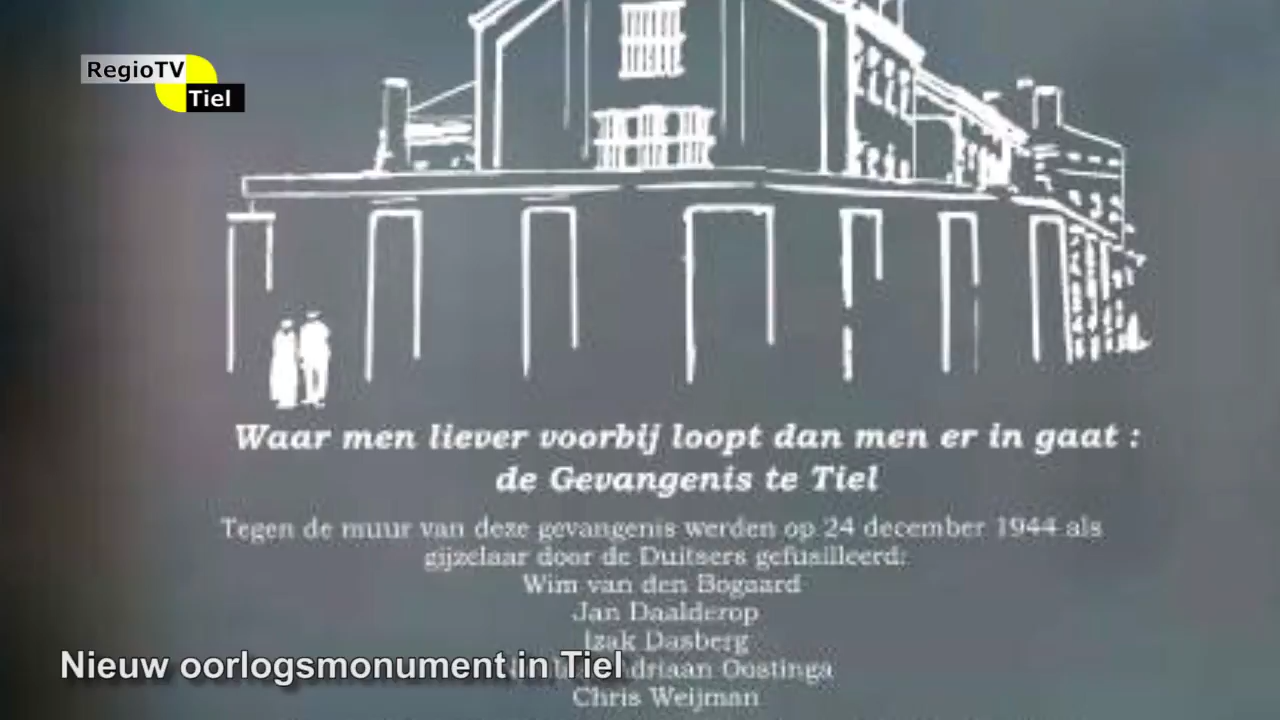 RegioTV
Tiel
Waar men liever voorbij loopt dan men er in gaat :
de Gevangenis te Tiel
Tegen de muur van deze gevangenis werden op 24 december 1944 als
gijzelaar door de Duitsers gefusilleerd:
Wim van den Bogaard
Jan Daalderop
Izak Dasberg
Oostinga
Chris Weijman
Nieuw oorlogsmonument in Tiel